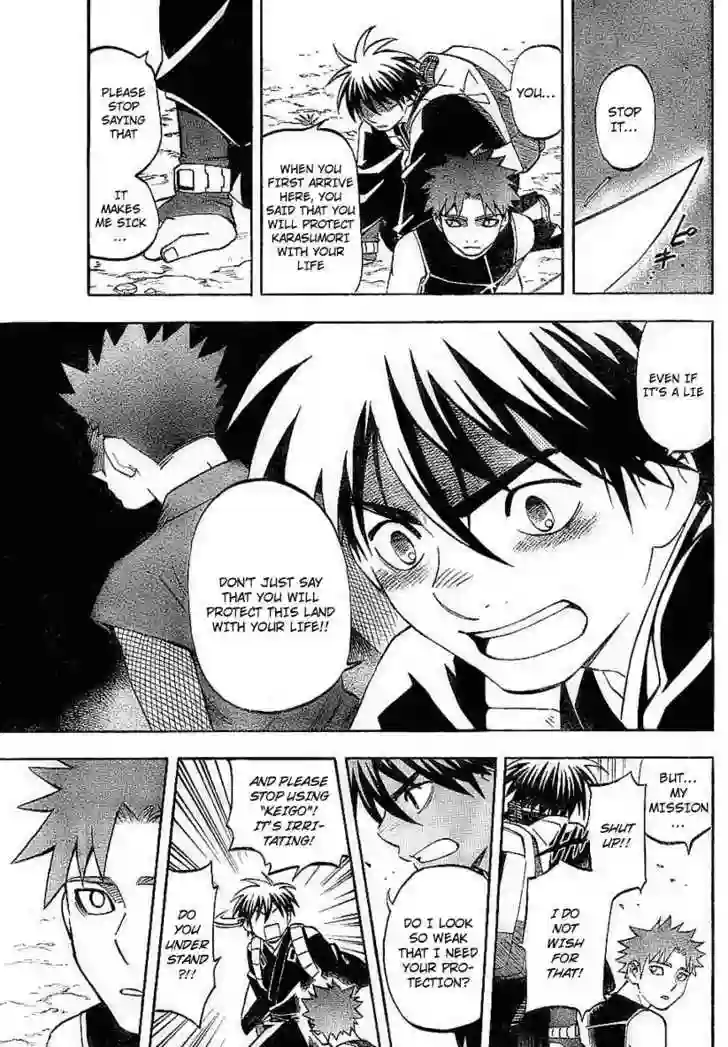 STOP
IT...
YOU...
WHEN YOU
FIRST ARRIVE
HERE, YOU
SAID THAT YOU
WILL PROTECT
KARASUMORI
WITH YOUR
LIFE
PLEASE
STOP
SAYING
THAT
IT
MAKES
ME SICK
...
EVEN IF
IT'S A LIE
DON'T JUST SAY
THAT YOU WILL
PROTECT THIS LAND
WITH YOUR LIFE!!
BUT...
MY
MISSION
...
SHUT
UP!!
I DO
NOT
WISH
FOR
THAT!
DO I LOOK
SO WEAK
THAT I NEED
YOUR PRO-
TECTION?
AND PLEASE
STOP USING
"KEIGO"!
IT'S IRRI-
TATING!
DO YOU
UNDER
STAND
?!!